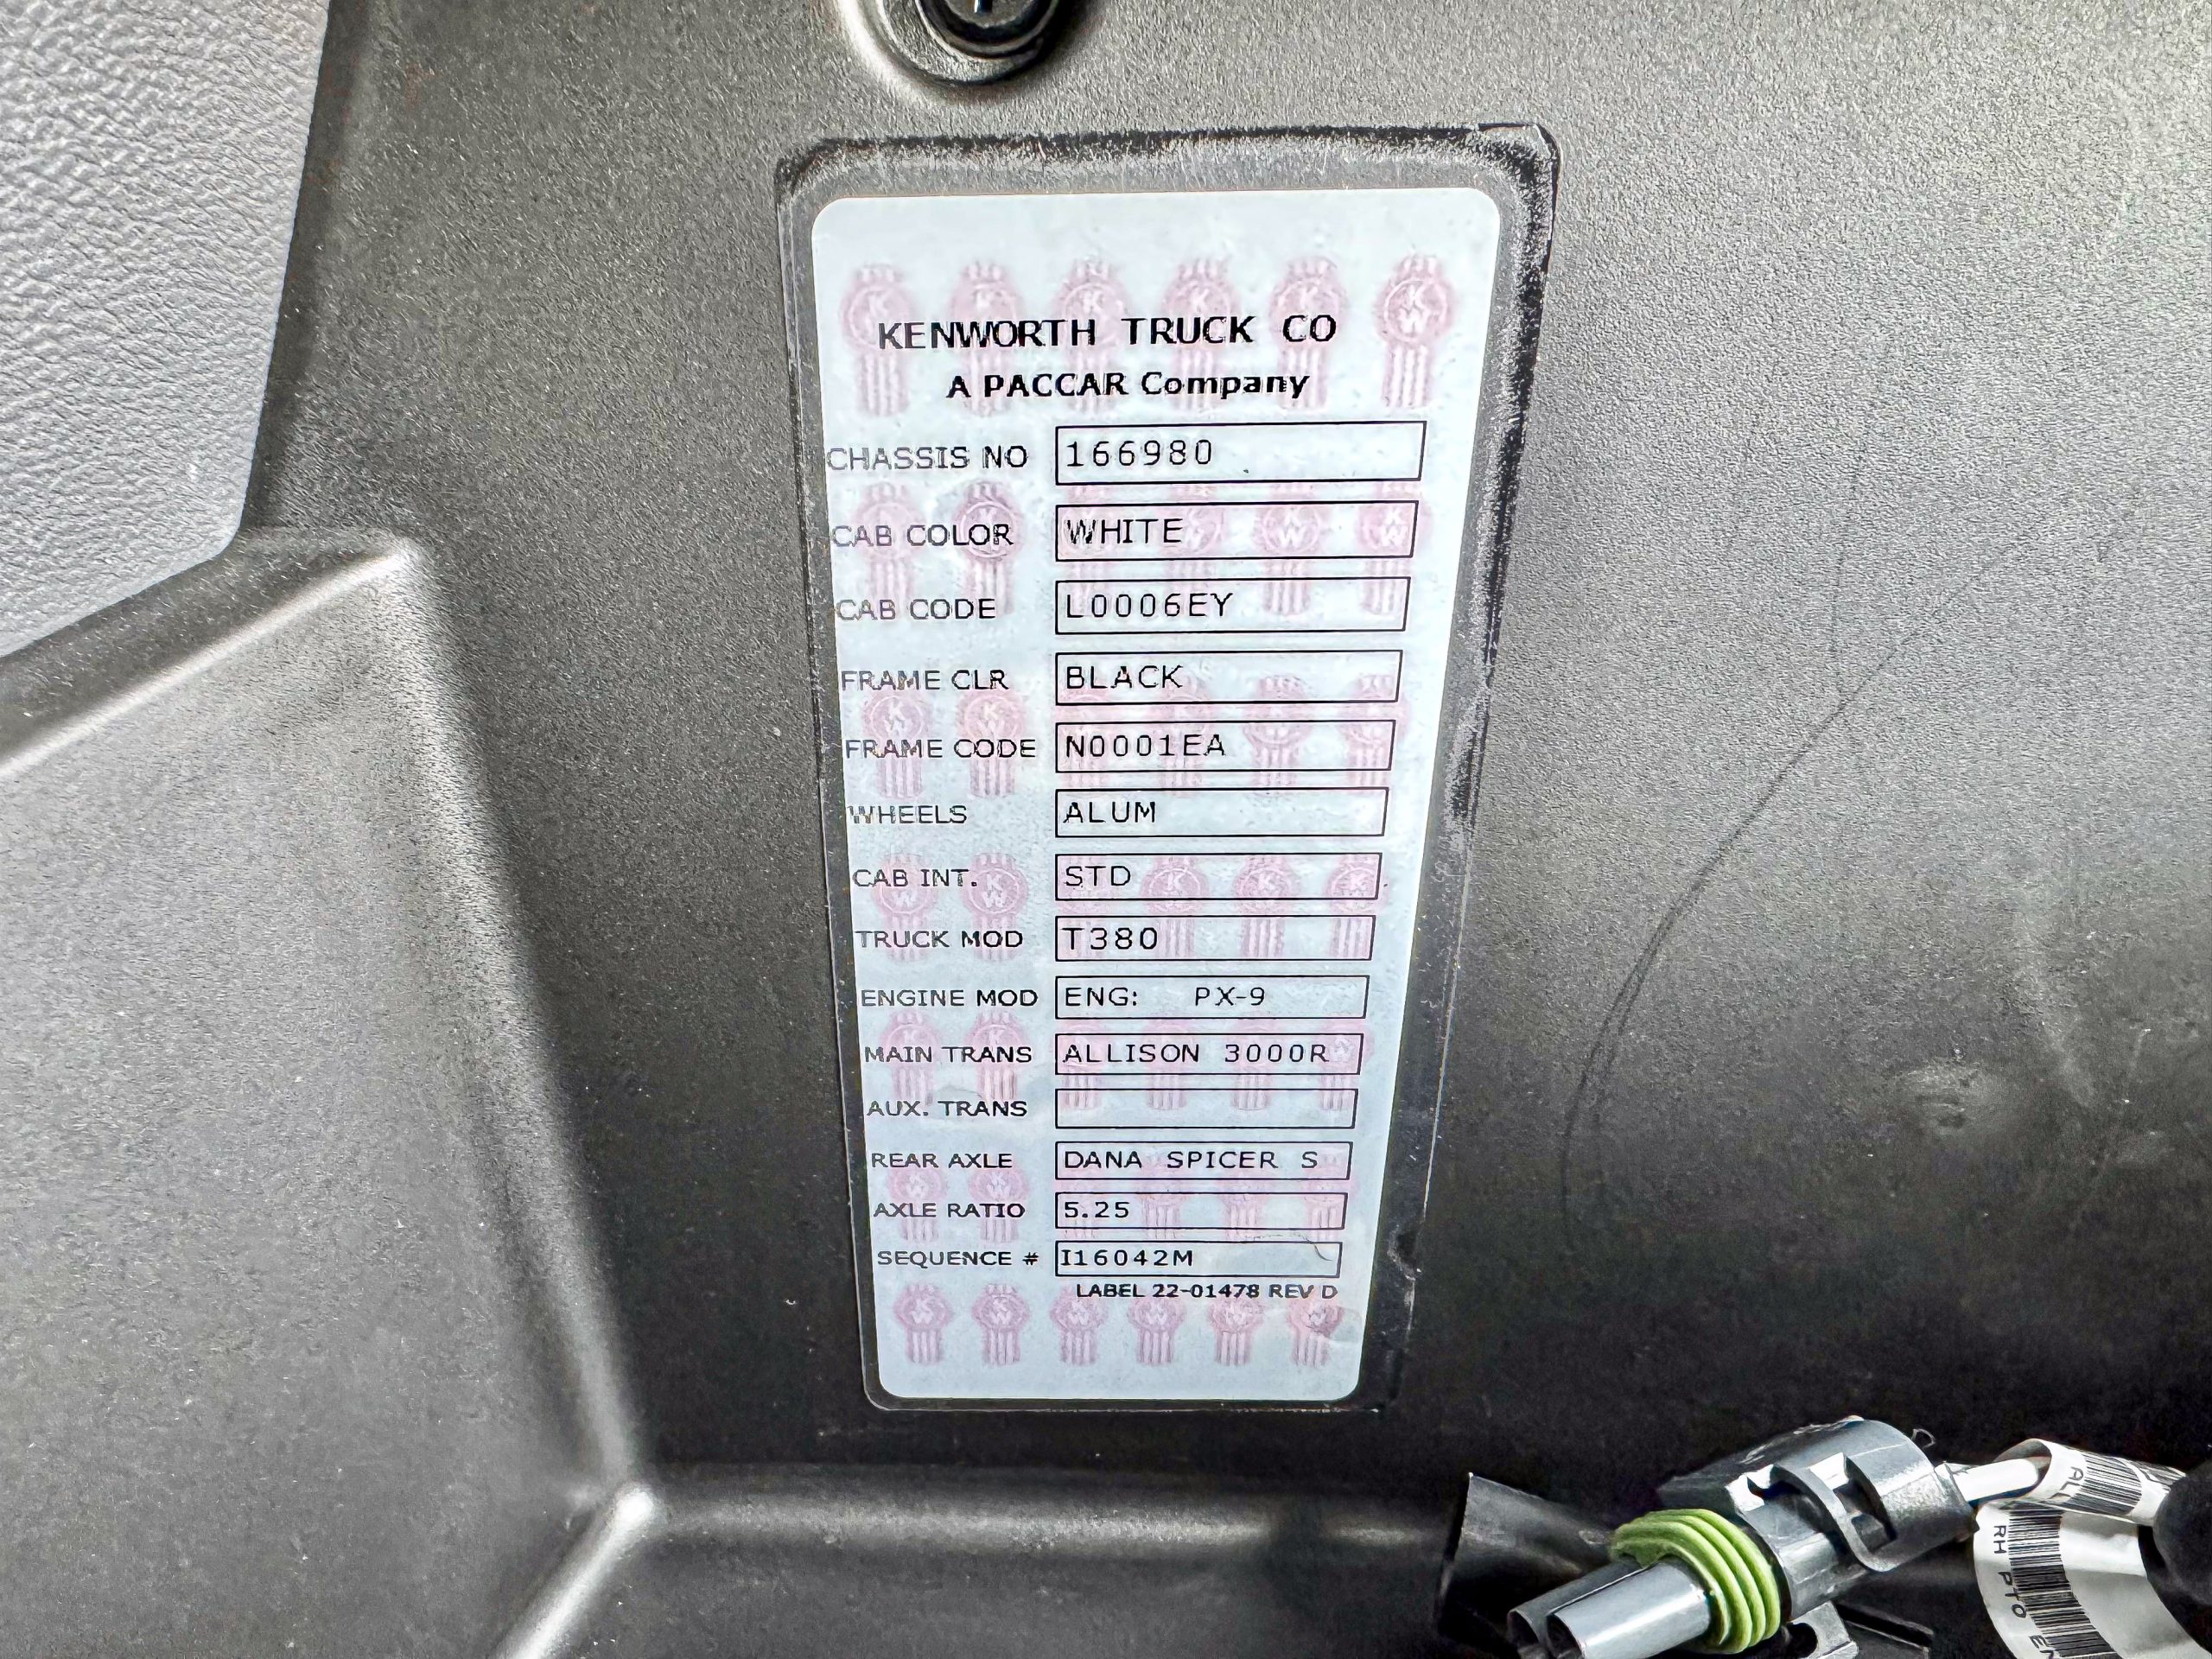 KENWORTH TRUCK CO
A PACCAR Company
CHASSIS NO 166980
CAB COLOR WHITE
CAB CODE L0006EY
FRAME CLR BLACK
FRAME CODE N0001EA
WHEELS ALUM
CAB INT. STD
TRUCK MOD T380
ENGINE MOD ENG: PX-9
MAIN TRANS ALLISON 3000R
AUX. TRANS
REAR AXLE DANA SPICER S
AXLE RATIO 5.25
SEQUENCE # I16042M
LABEL 22-01478 REV D
RH PTO